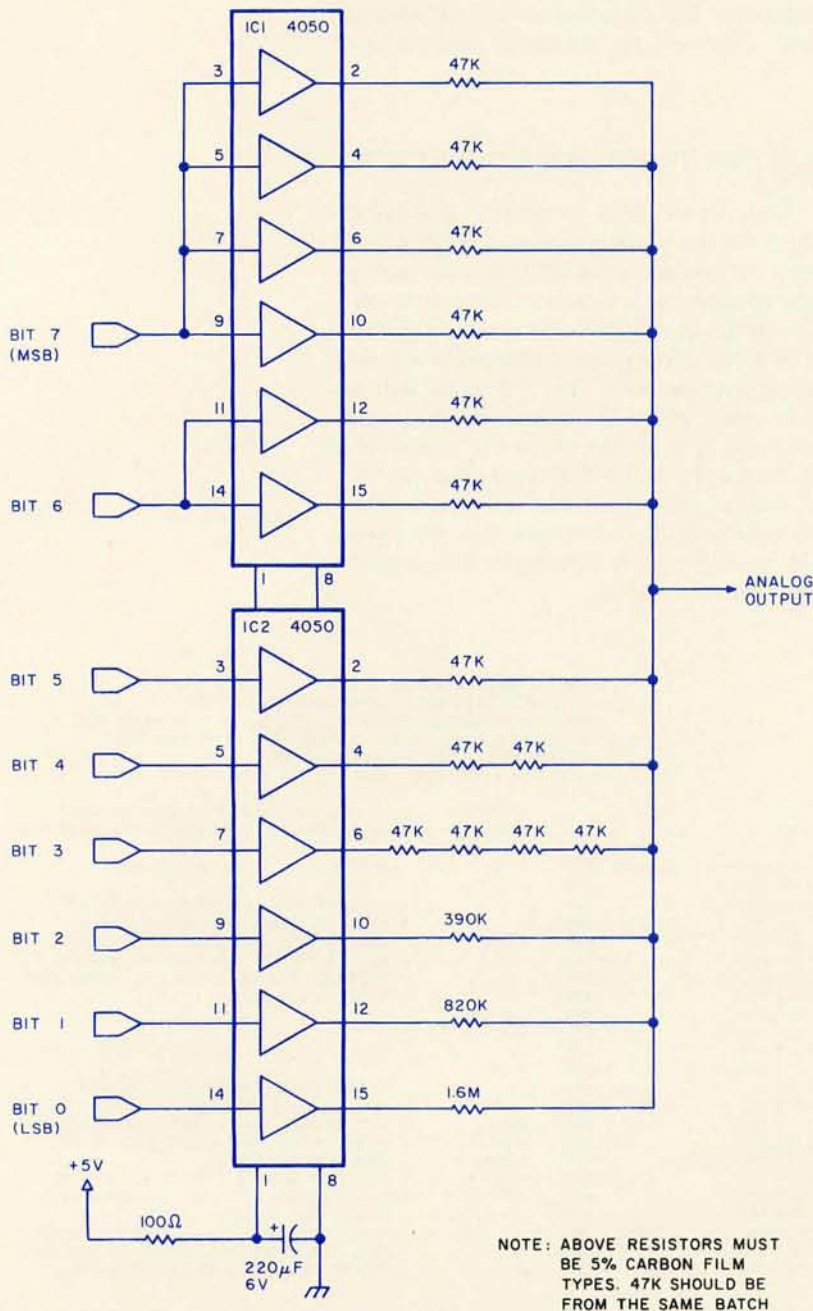 IC1 4050
3 2 47K
5 4 47K
7 6 47K
BIT 7 9 10 47K
(MSB)
11 12 47K
BIT 6 14 15 47K
1 8
ANALOG
OUTPUT
IC2 4050
BIT 5 3 2 47K
BIT 4 5 4 47K 47K
BIT 3 7 6 47K 47K 47K 47K
BIT 2 9 10 390K
BIT 1 11 12 820K
BIT 0 14 15 1.6M
(LSB)
+5V
1 8
100Ω
+
220µF
6V
NOTE: ABOVE RESISTORS MUST
BE 5% CARBON FILM
TYPES. 47K SHOULD BE
FROM THE SAME BATCH